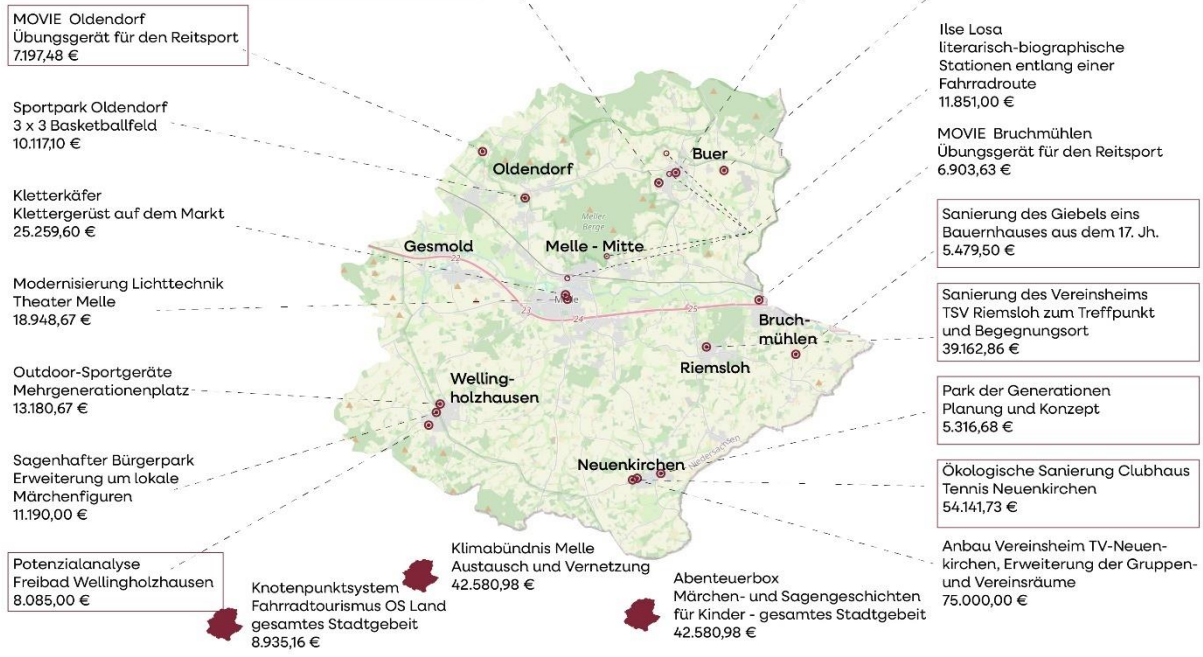 MOVIE Oldendorf
Übungsgerät für den Reitsport
7.197,48 €
Sportpark Oldendorf
3 x 3 Basketballfeld
10.117,10 €
Kletterkäfer
Klettergerüst auf dem Markt
25.259,60 €
Modernisierung Lichttechnik
Theater Melle
18.948,67 €
Outdoor-Sportgeräte
Mehrgenerationenplatz
13.180,67 €
Sagenhafter Bürgerpark
Erweiterung um lokale
Märchenfiguren
11.190,00 €
Potenzialanalyse
Freibad Wellingholzhausen
8.085,00 €
Oldendorf
Buer
Meller
Berge
Gesmold
Melle - Mitte
22
23
24
25
Bruch-
mühlen
Riemsloh
Welling-
holzhausen
Neuenkirchen
Niedersachsen
Knotenpunktsystem
Fahrradtourismus OS Land
gesamtes Stadtgebeit
8.935,16 €
Klimabündnis Melle
Austausch und Vernetzung
42.580,98 €
Abenteuerbox
Märchen- und Sagengeschichten
für Kinder - gesamtes Stadtgebeit
42.580,98 €
Ilse Losa
literarisch-biographische
Stationen entlang einer
Fahrradroute
11.851,00 €
MOVIE Bruchmühlen
Übungsgerät für den Reitsport
6.903,63 €
Sanierung des Giebels eins
Bauernhauses aus dem 17. Jh.
5.479,50 €
Sanierung des Vereinsheims
TSV Riemsloh zum Treffpunkt
und Begegnungsort
39.162,86 €
Park der Generationen
Planung und Konzept
5.316,68 €
Ökologische Sanierung Clubhaus
Tennis Neuenkirchen
54.141,73 €
Anbau Vereinsheim TV-Neuen-
kirchen, Erweiterung der Gruppen-
und Vereinsräume
75.000,00 €